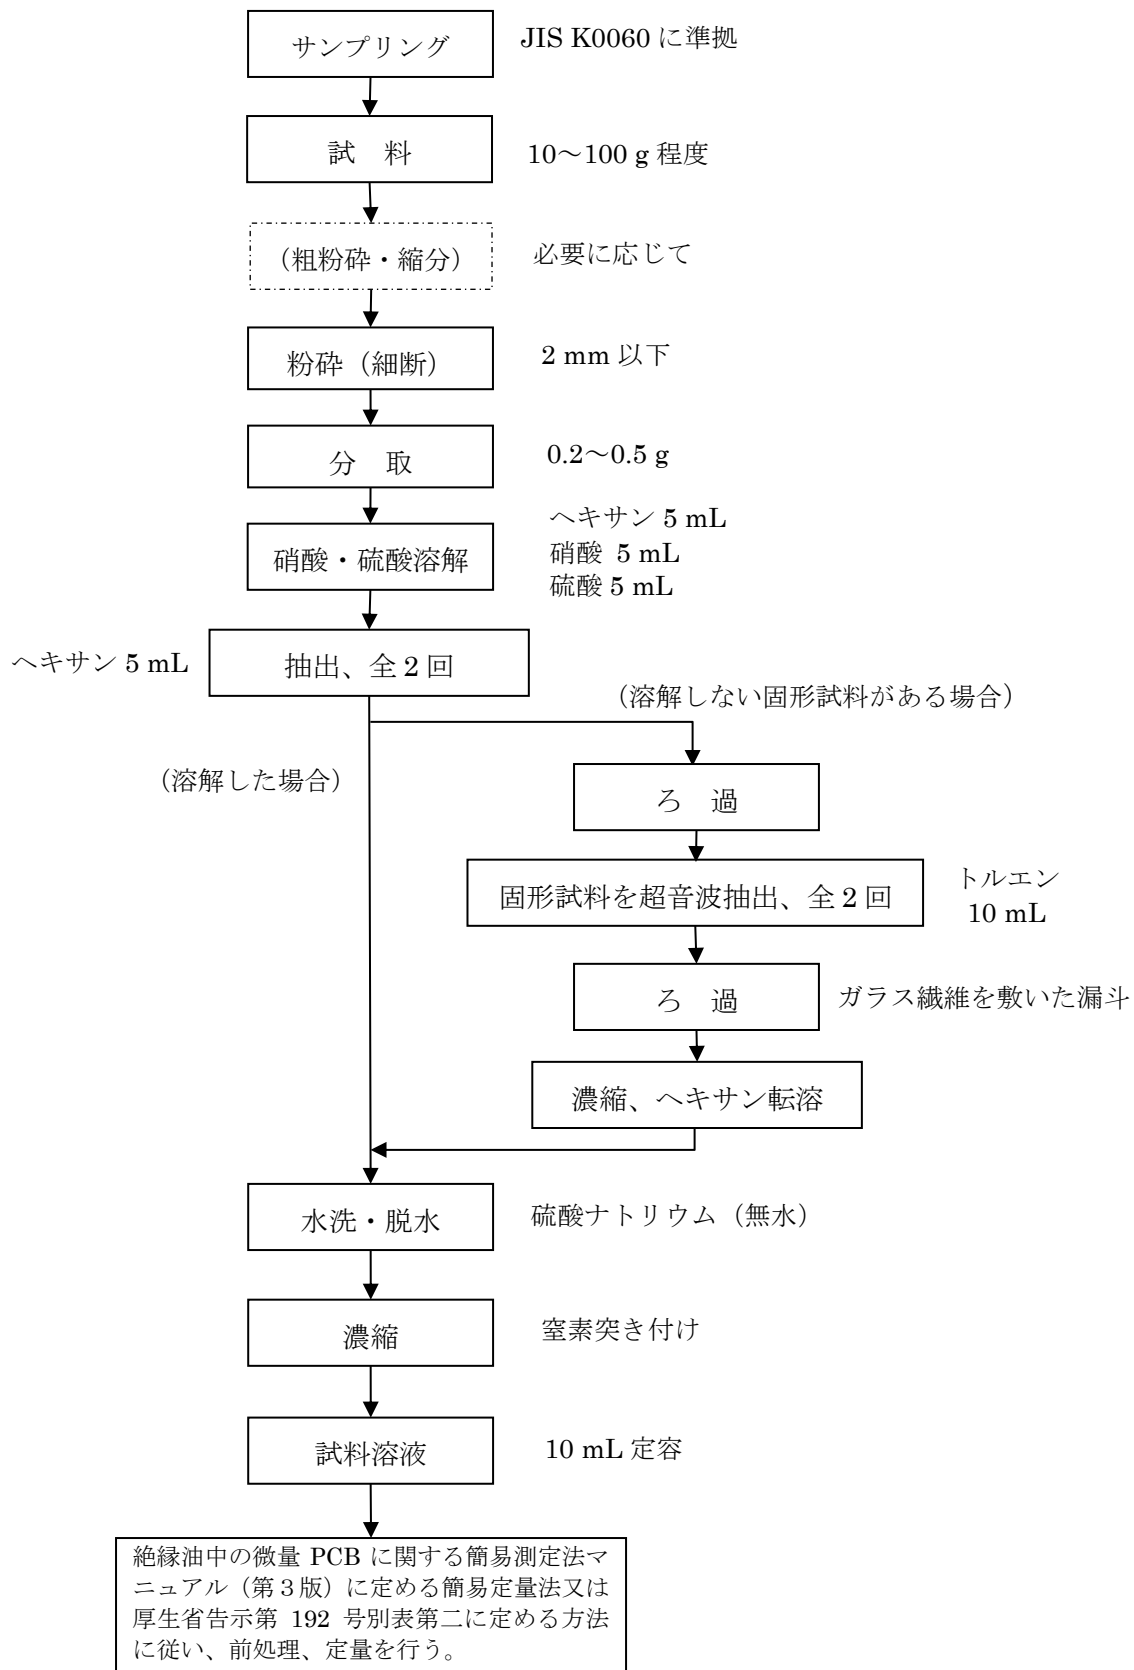 サンプリング
JIS K0060 に準拠
試　料
10～100 g 程度
（粗粉砕・縮分）
必要に応じて
粉砕（細断）
2 mm 以下
分　取
0.2～0.5 g
硝酸・硫酸溶解
ヘキサン 5 mL
硝酸 5 mL
硫酸 5 mL
ヘキサン 5 mL
抽出、全 2 回
（溶解しない固形試料がある場合）
（溶解した場合）
ろ　過
固形試料を超音波抽出、全 2 回
トルエン
10 mL
ろ　過
ガラス繊維を敷いた漏斗
濃縮、ヘキサン転溶
水洗・脱水
硫酸ナトリウム（無水）
濃縮
窒素突き付け
試料溶液
10 mL 定容
絶縁油中の微量 PCB に関する簡易測定法マ
ニュアル（第３版）に定める簡易定量法又は
厚生省告示第 192 号別表第二に定める方法
に従い、前処理、定量を行う。